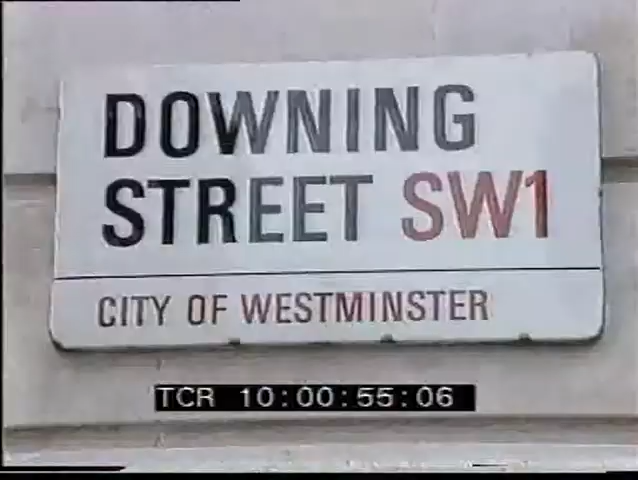 DOWNING
STREET SW1
CITY OF WESTMINSTER
TCR 10:00:55:06